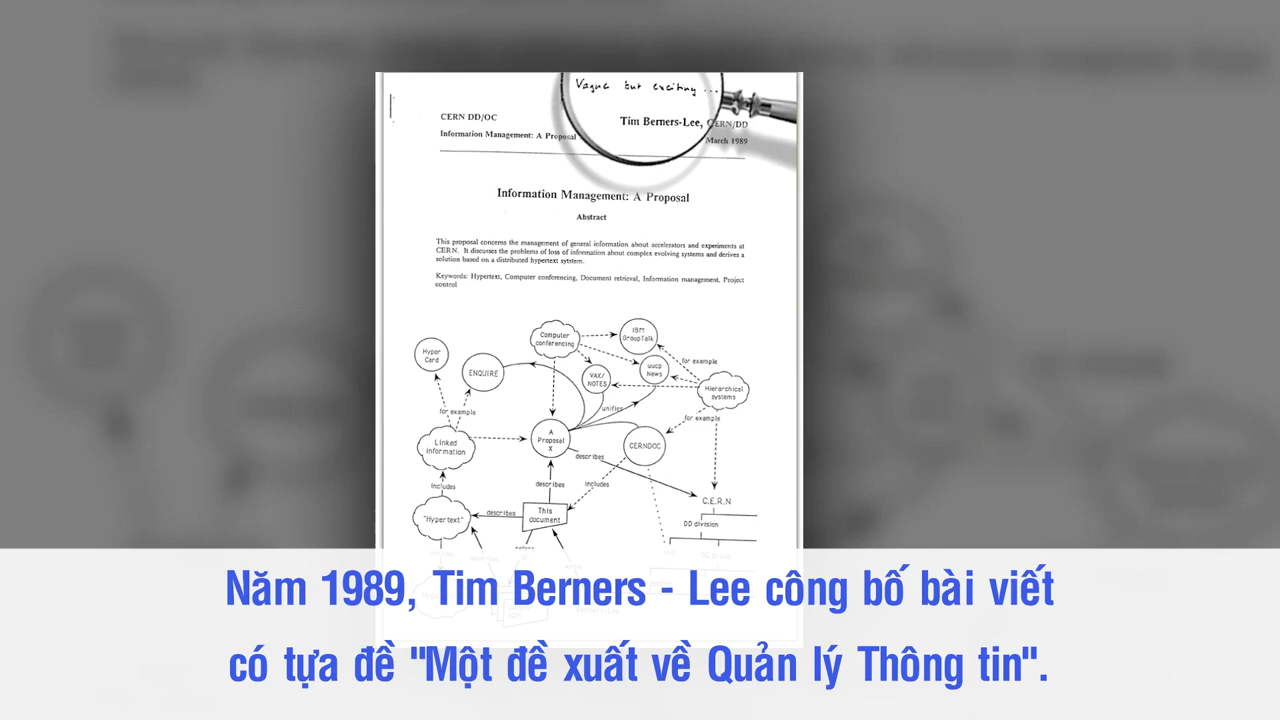 Vague but exciting ...
CERN DD/OC
Tim Berners-Lee, CERN/DD
Information Management: A Proposal
March 1989
Information Management: A Proposal
Abstract
This proposal concerns the management of general information about accelerators and experiments at
CERN. It discusses the problems of loss of information about complex evolving systems and derives a
solution based on a distributed hypertext sytstem.
Keywords: Hypertext, Computer conferencing, Document retrieval, Information management, Project
control
Computer
conferencing
IBM
GroupTalk
Hyper
Card
ENQUIRE
VAX/
NOTES
uucp
News
for example
Hierarchical
systems
for example
unifies
for example
Linked
information
A
Proposal
X
CERNDOC
describes
includes
describes
includes
C.E.R.N
"Hypertext"
describes
This
document
DD division
includes
Năm 1989, Tim Berners - Lee công bố bài viết
có tựa đề "Một đề xuất về Quản lý Thông tin".